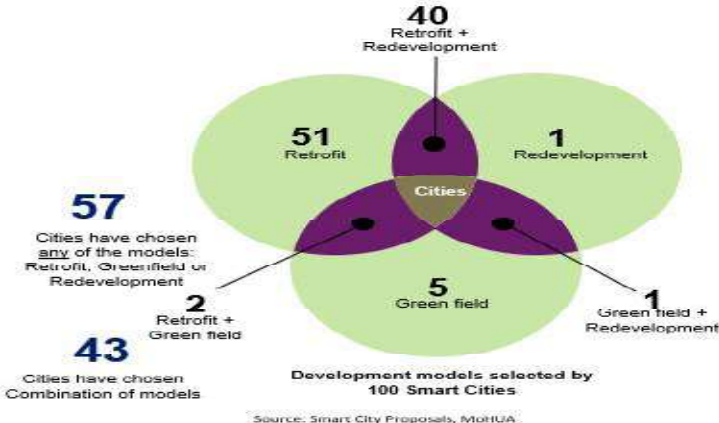 40
Retrofit +
Redevelopment
51
Retrofit
1
Redevelopment
Cities
57
Cities have chosen
any of the models:
Retrofit, Greenfield or
Redevelopment
2
Retrofit +
Green field
5
Green field
1
Green field +
Redevelopment
43
Cities have chosen
Combination of models
Development models selected by
100 Smart Cities
Source: Smart City Proposals, MoHUA